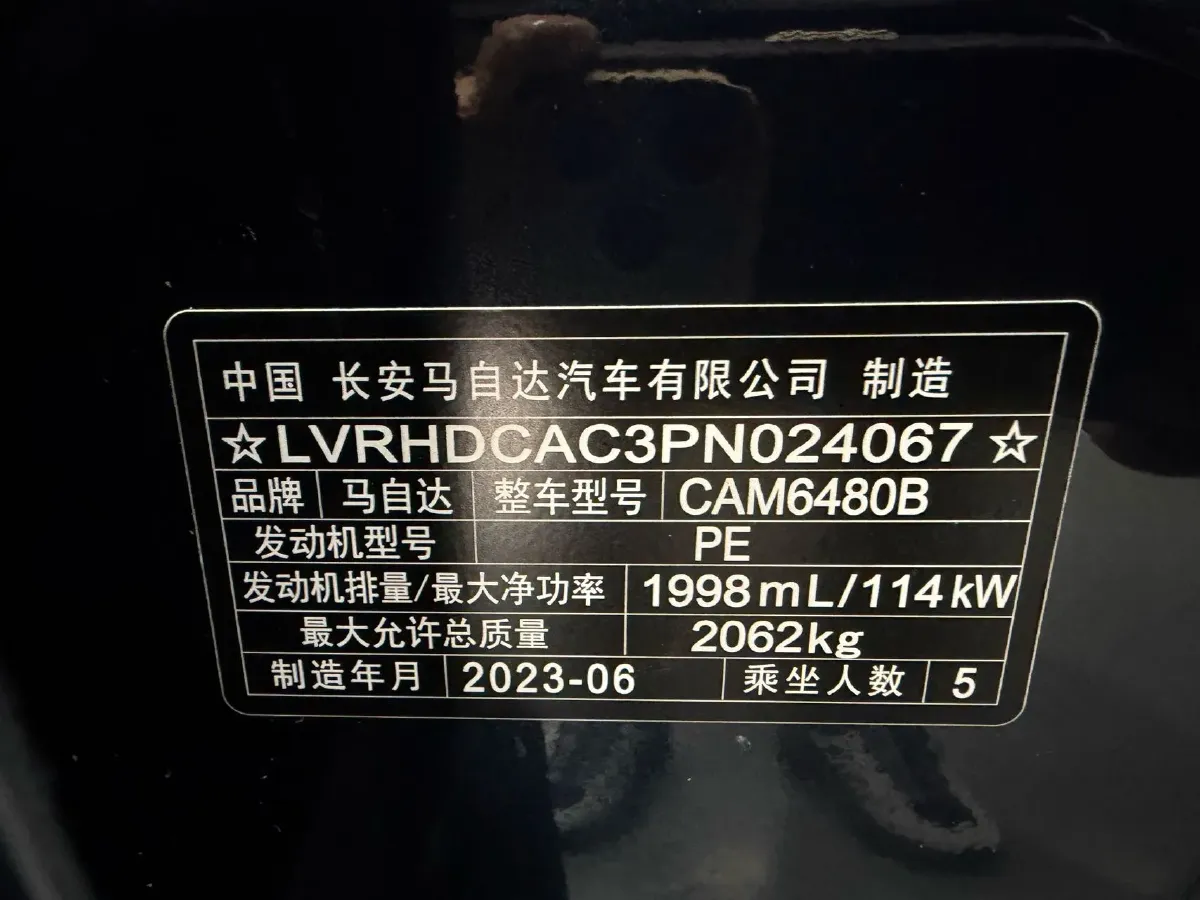 中国 长安马自达汽车有限公司 制造
☆LVRHDCAC3PN024067☆
品牌 马自达 整车型号 CAM6480B
发动机型号 PE
发动机排量/最大净功率 1998mL/114kW
最大允许总质量 2062kg
制造年月 2023-06 乘坐人数 5